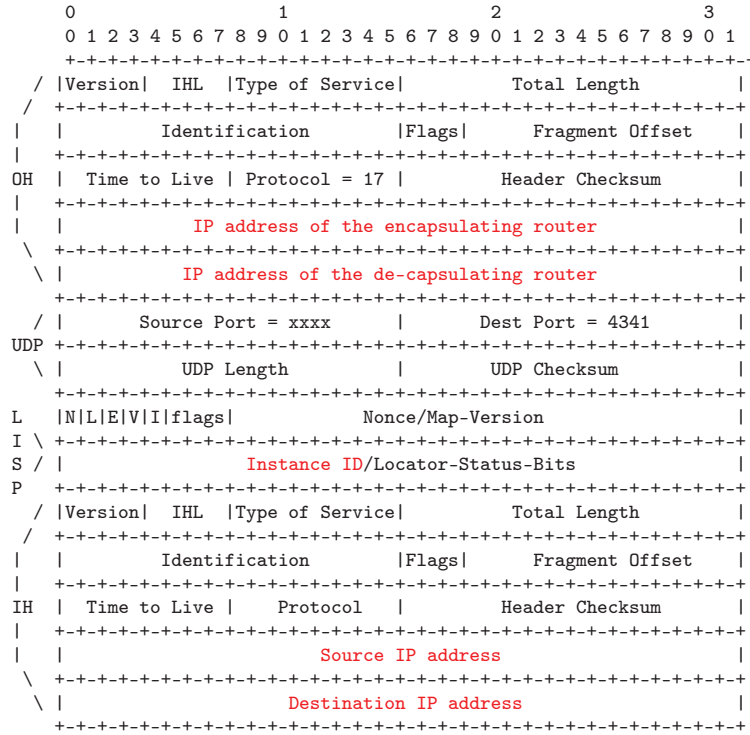 0                   1                   2                   3
        0 1 2 3 4 5 6 7 8 9 0 1 2 3 4 5 6 7 8 9 0 1 2 3 4 5 6 7 8 9 0 1
        +-+-+-+-+-+-+-+-+-+-+-+-+-+-+-+-+-+-+-+-+-+-+-+-+-+-+-+-+-+-+-+-+
     / |Version|  IHL  |Type of Service|          Total Length         |
    /  +-+-+-+-+-+-+-+-+-+-+-+-+-+-+-+-+-+-+-+-+-+-+-+-+-+-+-+-+-+-+-+-+
   |   |         Identification        |Flags|      Fragment Offset    |
   |   +-+-+-+-+-+-+-+-+-+-+-+-+-+-+-+-+-+-+-+-+-+-+-+-+-+-+-+-+-+-+-+-+
   OH  |  Time to Live | Protocol = 17 |         Header Checksum       |
   |   +-+-+-+-+-+-+-+-+-+-+-+-+-+-+-+-+-+-+-+-+-+-+-+-+-+-+-+-+-+-+-+-+
   |   |            IP address of the encapsulating router             |
    \  +-+-+-+-+-+-+-+-+-+-+-+-+-+-+-+-+-+-+-+-+-+-+-+-+-+-+-+-+-+-+-+-+
     \ |           IP address of the de-capsulating router             |
       +-+-+-+-+-+-+-+-+-+-+-+-+-+-+-+-+-+-+-+-+-+-+-+-+-+-+-+-+-+-+-+-+
     / |       Source Port = xxxx      |       Dest Port = 4341        |
   UDP +-+-+-+-+-+-+-+-+-+-+-+-+-+-+-+-+-+-+-+-+-+-+-+-+-+-+-+-+-+-+-+-+
     \ |           UDP Length          |        UDP Checksum           |
       +-+-+-+-+-+-+-+-+-+-+-+-+-+-+-+-+-+-+-+-+-+-+-+-+-+-+-+-+-+-+-+-+
   L   |N|L|E|V|I|flags|            Nonce/Map-Version                  |
   I \ +-+-+-+-+-+-+-+-+-+-+-+-+-+-+-+-+-+-+-+-+-+-+-+-+-+-+-+-+-+-+-+-+
   S / |                 Instance ID/Locator-Status-Bits               |
   P   +-+-+-+-+-+-+-+-+-+-+-+-+-+-+-+-+-+-+-+-+-+-+-+-+-+-+-+-+-+-+-+-+
     / |Version|  IHL  |Type of Service|          Total Length         |
    /  +-+-+-+-+-+-+-+-+-+-+-+-+-+-+-+-+-+-+-+-+-+-+-+-+-+-+-+-+-+-+-+-+
   |   |         Identification        |Flags|      Fragment Offset    |
   |   +-+-+-+-+-+-+-+-+-+-+-+-+-+-+-+-+-+-+-+-+-+-+-+-+-+-+-+-+-+-+-+-+
   IH  |  Time to Live |    Protocol   |         Header Checksum       |
   |   +-+-+-+-+-+-+-+-+-+-+-+-+-+-+-+-+-+-+-+-+-+-+-+-+-+-+-+-+-+-+-+-+
   |   |                        Source IP address                      |
    \  +-+-+-+-+-+-+-+-+-+-+-+-+-+-+-+-+-+-+-+-+-+-+-+-+-+-+-+-+-+-+-+-+
     \ |                     Destination IP address                    |
       +-+-+-+-+-+-+-+-+-+-+-+-+-+-+-+-+-+-+-+-+-+-+-+-+-+-+-+-+-+-+-+-+